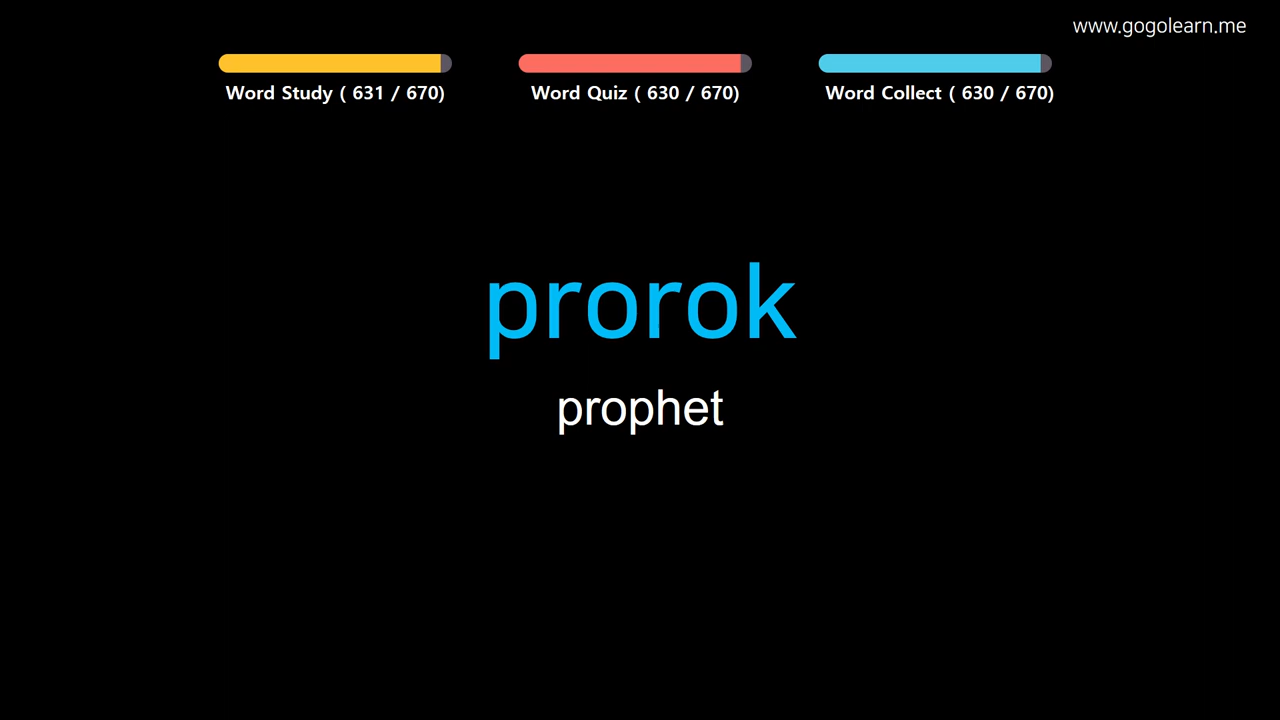 www.gogolearn.me
Word Study ( 631 / 670)
Word Quiz ( 630 / 670)
Word Collect ( 630 / 670)
prorok
prophet